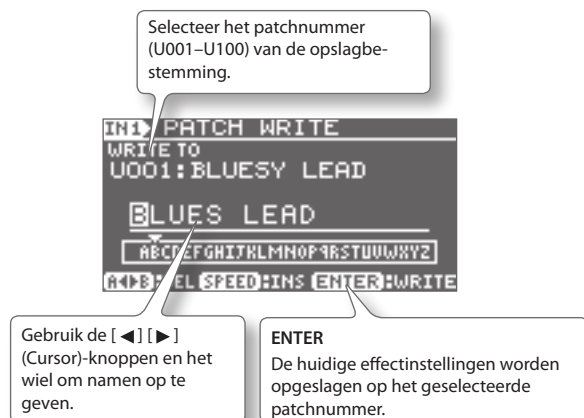 Selecteer het patchnummer
(U001–U100) van de opslagbe-
stemming.
IN1 PATCH WRITE
WRITE TO
U001:BLUESY LEAD
BLUES LEAD
ABCDEFGHIJKLMNOPQRSTUVWXYZ
A◀▶B: EL SPEED:INS ENTER:WRITE
Gebruik de [ ◀ ] [ ▶ ]
(Cursor)-knoppen en het
wiel om namen op te
geven.
ENTER
De huidige effectinstellingen worden
opgeslagen op het geselecteerde
patchnummer.